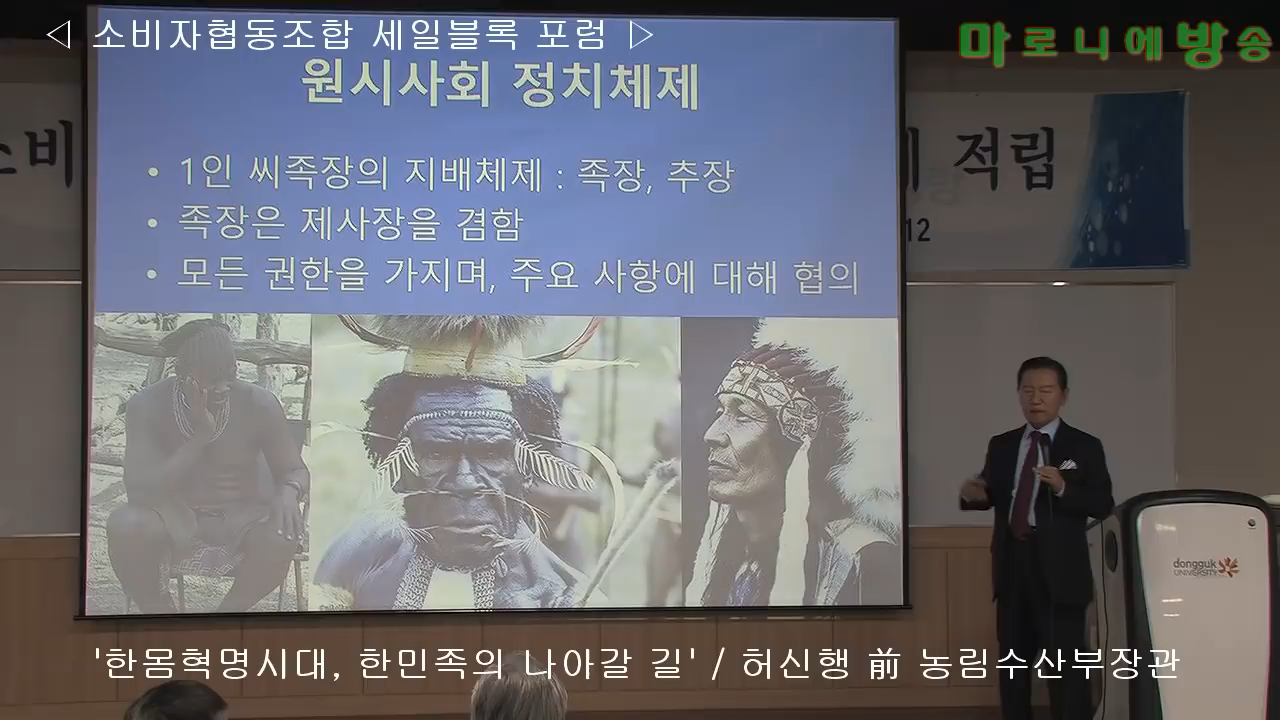 ◁ 소비자협동조합 세일블록 포럼 ▷
마로니에방송
원시사회 정치체제
• 1인 씨족장의 지배체제 : 족장, 추장
• 족장은 제사장을 겸함
• 모든 권한을 가지며, 주요 사항에 대해 협의
소비
적립
12
dongguk
UNIVERSITY
'한몸혁명시대, 한민족의 나아갈 길' / 허신행 前 농림수산부장관